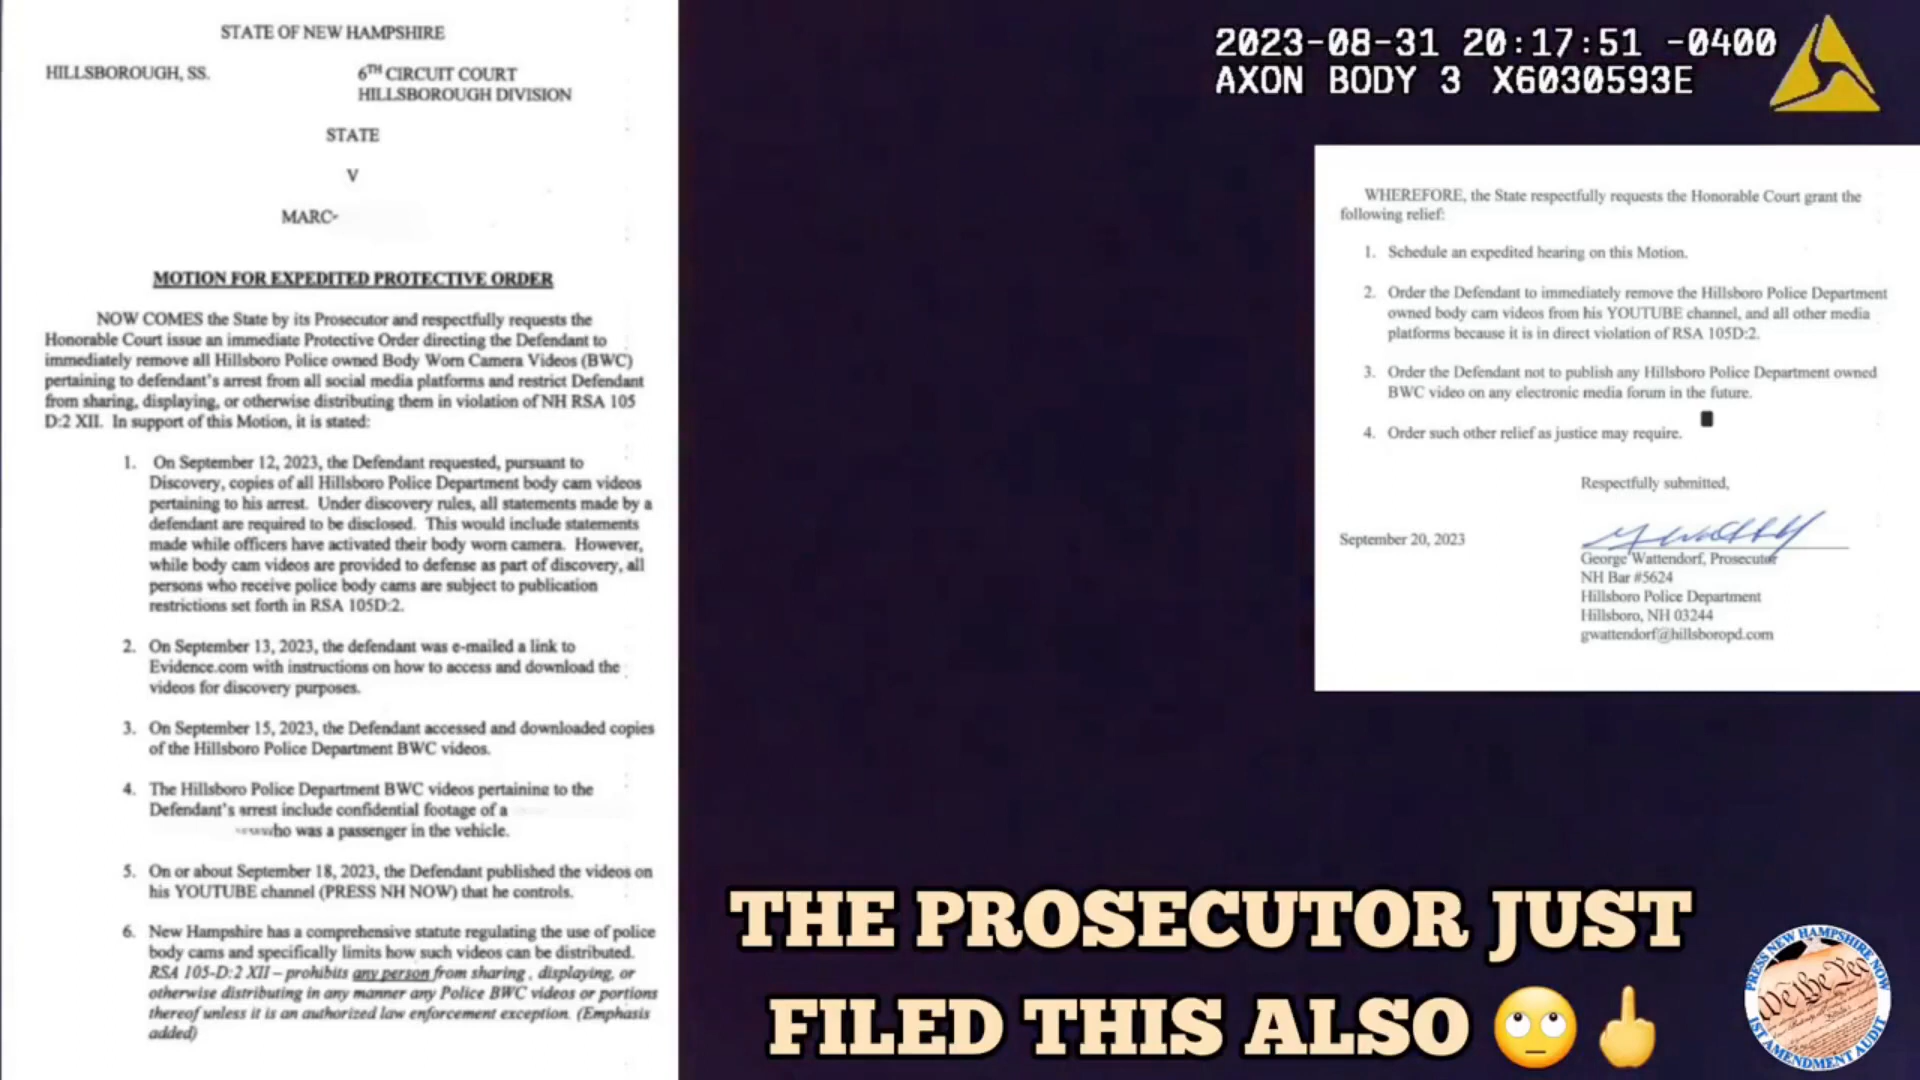 STATE OF NEW HAMPSHIRE
HILLSBOROUGH, SS.
6TH CIRCUIT COURT
HILLSBOROUGH DIVISION
STATE
V
MARC-
MOTION FOR EXPEDITED PROTECTIVE ORDER
NOW COMES the State by its Prosecutor and respectfully requests the
Honorable Court issue an immediate Protective Order directing the Defendant to
immediately remove all Hillsboro Police owned Body Worn Camera Videos (BWC)
pertaining to defendant's arrest from all social media platforms and restrict Defendant
from sharing, displaying, or otherwise distributing them in violation of NH RSA 105
D:2 XII. In support of this Motion, it is stated:
1. On September 12, 2023, the Defendant requested, pursuant to
Discovery, copies of all Hillsboro Police Department body cam videos
pertaining to his arrest. Under discovery rules, all statements made by a
defendant are required to be disclosed. This would include statements
made while officers have activated their body worn camera. However,
while body cam videos are provided to defense as part of discovery, all
persons who receive police body cams are subject to publication
restrictions set forth in RSA 105D:2.
2. On September 13, 2023, the defendant was e-mailed a link to
Evidence.com with instructions on how to access and download the
videos for discovery purposes.
3. On September 15, 2023, the Defendant accessed and downloaded copies
of the Hillsboro Police Department BWC videos.
4. The Hillsboro Police Department BWC videos pertaining to the
Defendant's arrest include confidential footage of a
who was a passenger in the vehicle.
5. On or about September 18, 2023, the Defendant published the videos on
his YOUTUBE channel (PRESS NH NOW) that he controls.
6. New Hampshire has a comprehensive statute regulating the use of police
body cams and specifically limits how such videos can be distributed.
RSA 105-D:2 XII – prohibits any person from sharing, displaying, or
otherwise distributing in any manner any Police BWC videos or portions
thereof unless it is an authorized law enforcement exception. (Emphasis
added)
2023-08-31 20:17:51 -0400
AXON BODY 3 X6030593E
WHEREFORE, the State respectfully requests the Honorable Court grant the
following relief:
1. Schedule an expedited hearing on this Motion.
2. Order the Defendant to immediately remove the Hillsboro Police Department
owned body cam videos from his YOUTUBE channel, and all other media
platforms because it is in direct violation of RSA 105D:2.
3. Order the Defendant not to publish any Hillsboro Police Department owned
BWC video on any electronic media forum in the future.
4. Order such other relief as justice may require.
Respectfully submitted,
September 20, 2023
George Wattendorf, Prosecutor
NH Bar #5624
Hillsboro Police Department
Hillsboro, NH 03244
gwattendorf@hillsboropd.com
THE PROSECUTOR JUST
FILED THIS ALSO 🙄🖕
PRESS NEW HAMPSHIRE NOW
We the Peo
1ST AMENDMENT AUDIT